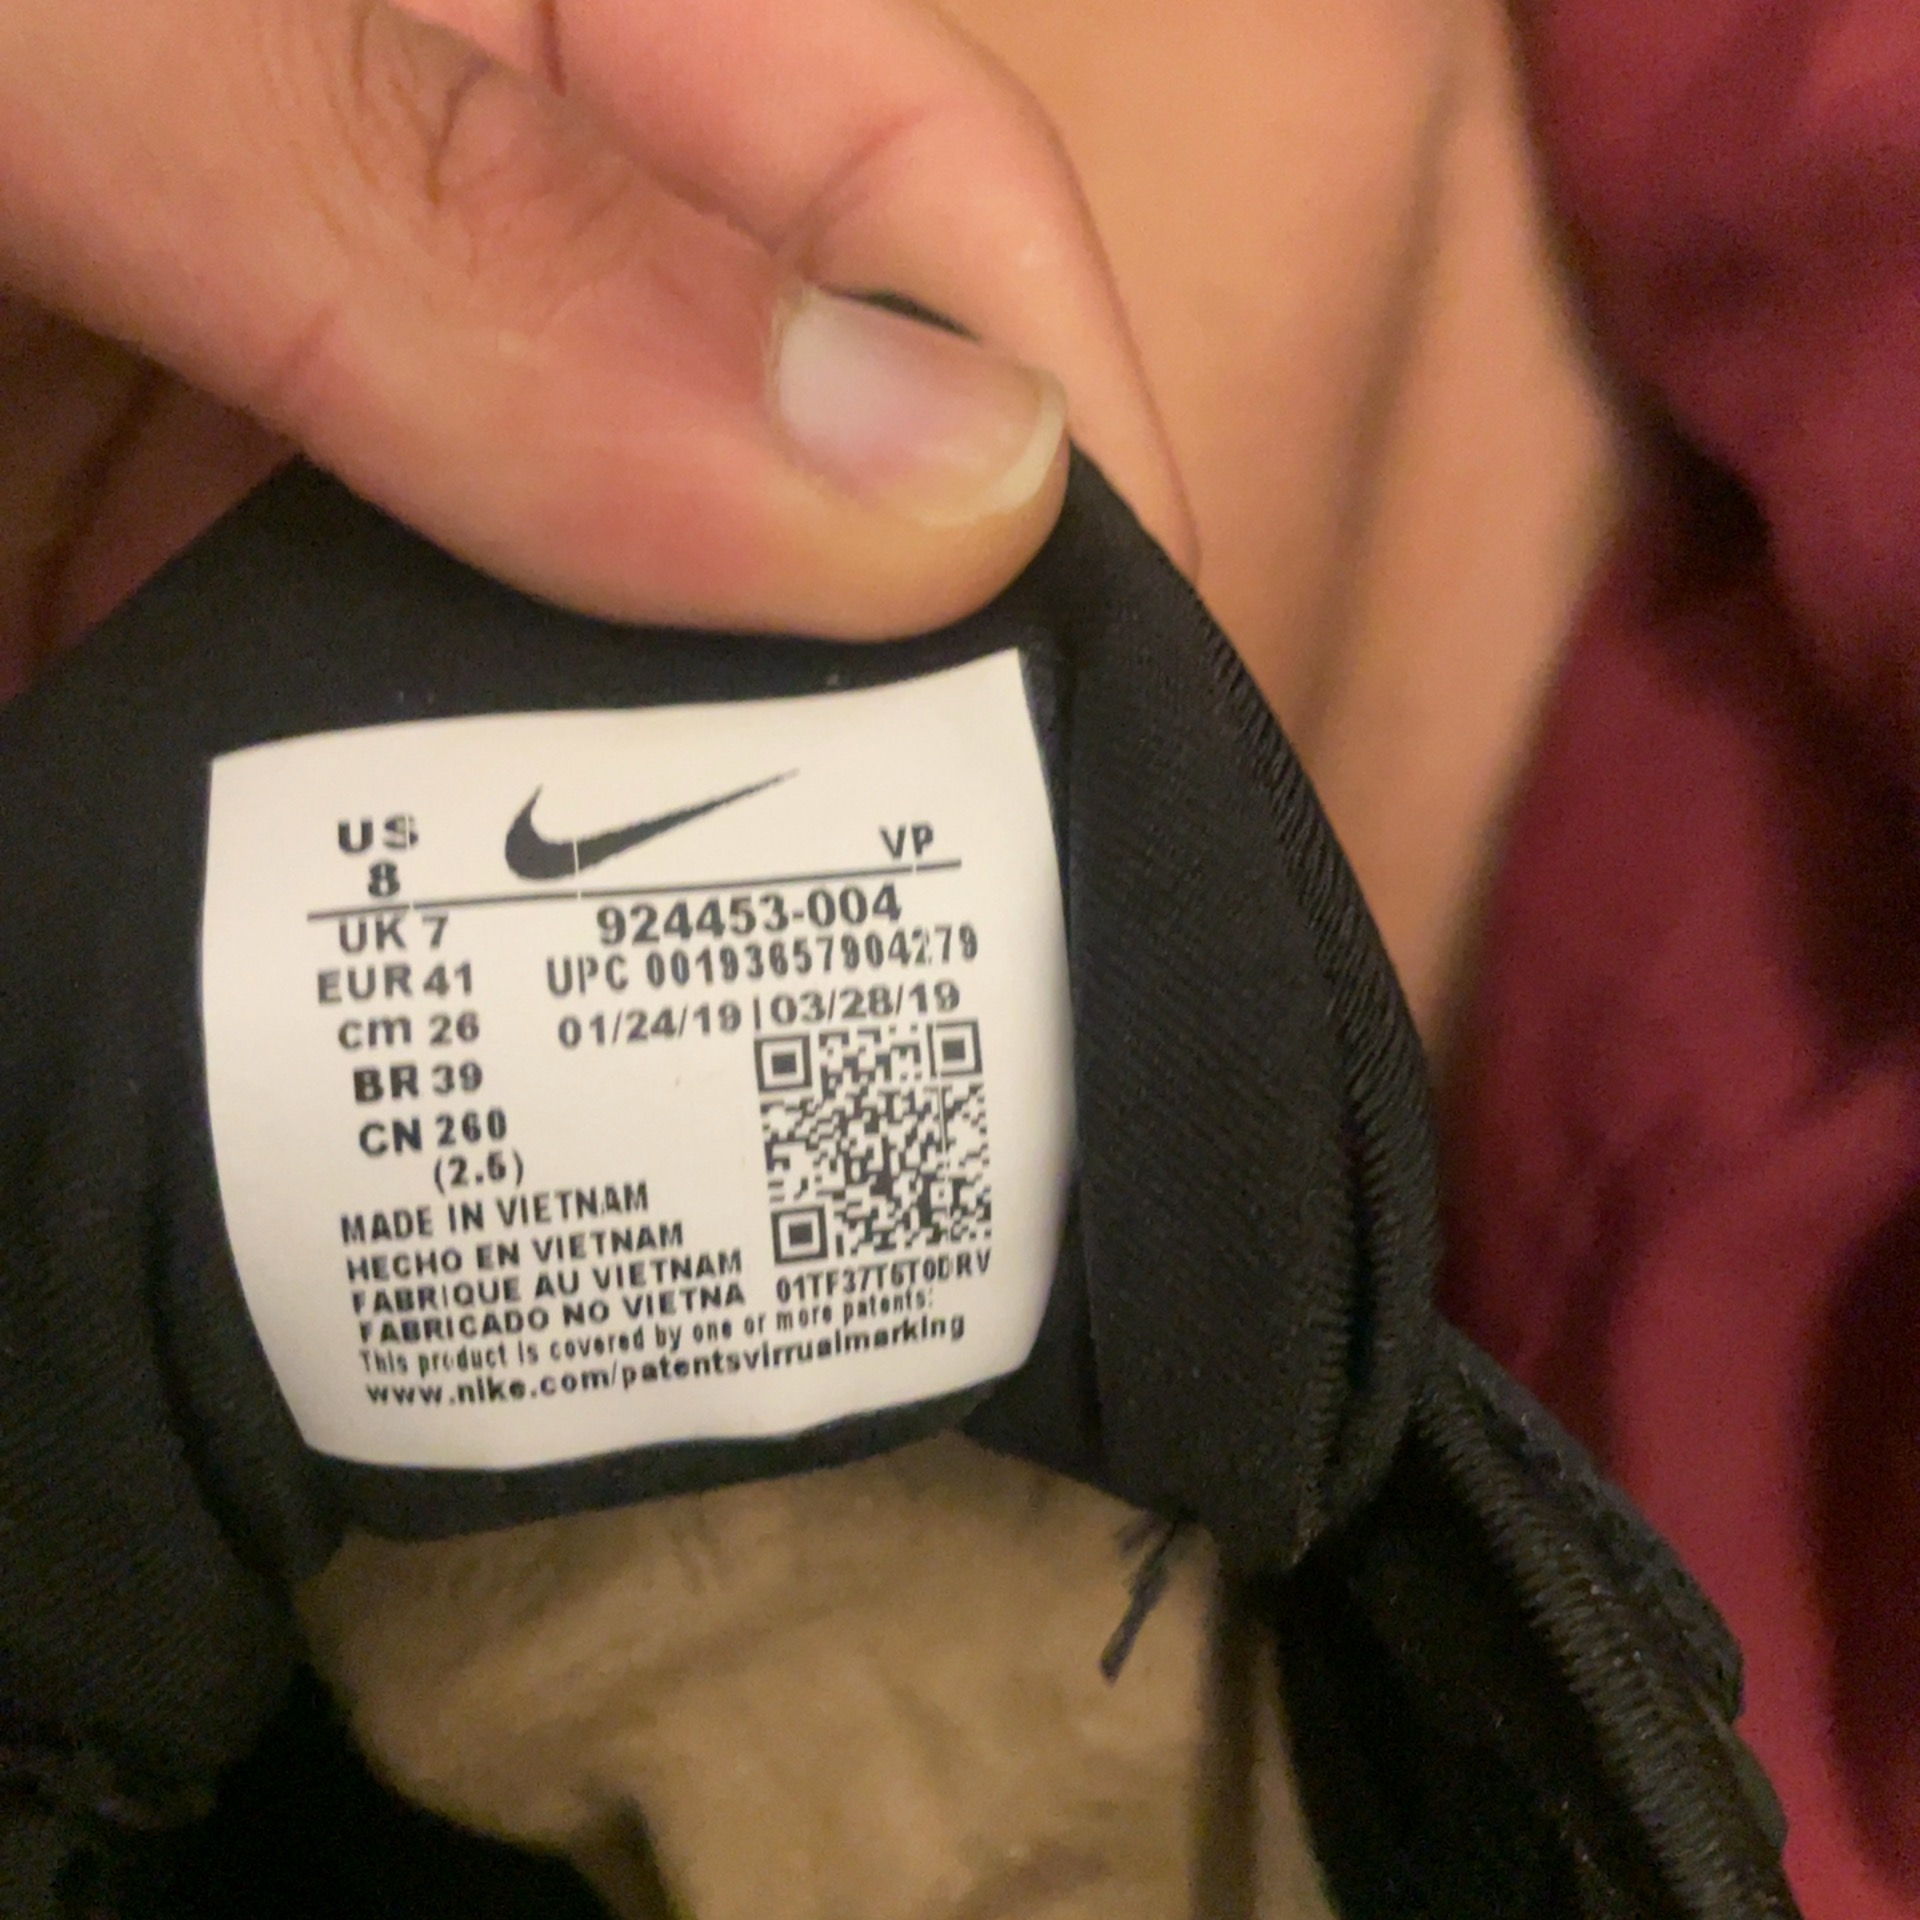 US
8
VP
924453-004
UK 7
UPC 00193657904279
EUR 41
01/24/19 | 03/28/19
cm 26
BR 39
CN 260
(2.5)
MADE IN VIETNAM
HECHO EN VIETNAM
FABRIQUE AU VIETNAM
FABRICADO NO VIETNA
01TF37T6T0DRV
This product is covered by one or more patents:
www.nike.com/patentsvirrualmarking